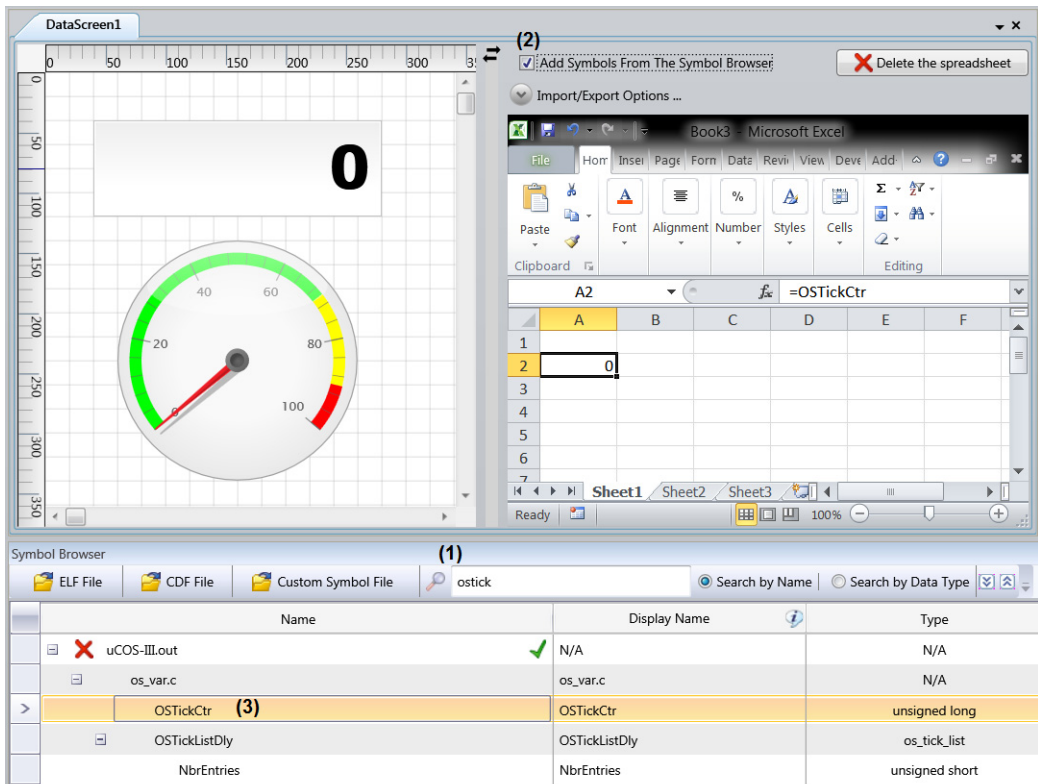 DataScreen1
0 50 100 150 200 250 300
0
50
100
150
200
250
300
350
0
0
20
40
60
80
100
(2)
Add Symbols From The Symbol Browser
Delete the spreadsheet
Import/Export Options ...
Book3 - Microsoft Excel
File Hom Inser Page Form Data Revi View Deve Add-
Paste
Font Alignment Number Styles Cells
Clipboard
Editing
A2 fx =OSTickCtr
A B C D E F
1
2 0
3
4
5
6
7
Sheet1 Sheet2 Sheet3
Ready 100%
Symbol Browser
(1)
ELF File CDF File Custom Symbol File ostick Search by Name Search by Data Type
Name Display Name Type
uCOS-III.out N/A N/A
os_var.c os_var.c N/A
OSTickCtr (3) OSTickCtr unsigned long
OSTickListDly OSTickListDly os_tick_list
NbrEntries NbrEntries unsigned short